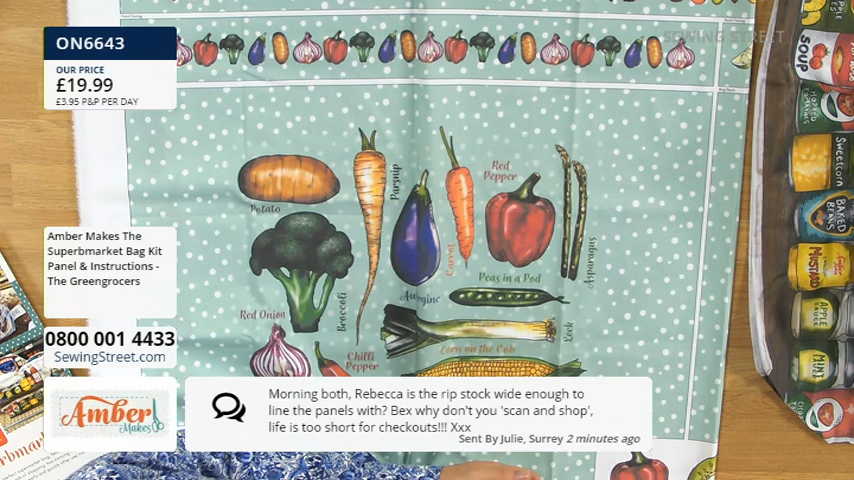 SEWING STREET
ON6643
OUR PRICE
£19.99
£3.95 P&P PER DAY
SOUP
Sweetcorn
BAKED
BEANS
MUSTARD
APPLE
SAUCE
MINT
Potato
Parsnip
Red
Pepper
Carrot
Asparagus
Broccoli
Peas in a Pod
Red Onion
Leek
Chilli
Pepper
Corn on the Cob
Amber Makes The
Superbmarket Bag Kit
Panel & Instructions -
The Greengrocers
0800 001 4433
SewingStreet.com
Amber
Makes
Morning both, Rebecca is the rip stock wide enough to
line the panels with? Bex why don't you 'scan and shop',
life is too short for checkouts!!! Xxx
Sent By Julie, Surrey 2 minutes ago